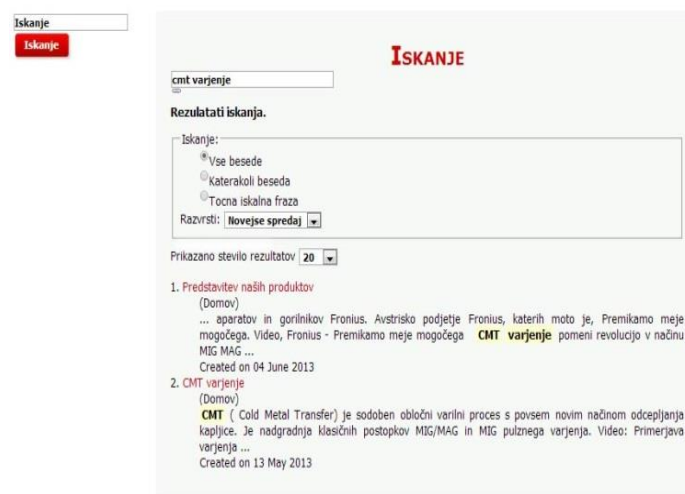 Iskanje
Iskanje
ISKANJE
cmt varjenje
Rezulatati iskanja.
Iskanje:
Vse besede
Katerakoli beseda
Tocna iskalna fraza
Razvrsti: Novejse spredaj
Prikazano stevilo rezultatov 20
1. Predstavitev naših produktov
(Domov)
... aparatov in gorilnikov Fronius. Avstrisko podjetje Fronius, katerih moto je, Premikamo meje
mogočega. Video, Fronius - Premikamo meje mogočega CMT varjenje pomeni revolucijo v načinu
MIG MAG ...
Created on 04 June 2013
2. CMT varjenje
(Domov)
CMT ( Cold Metal Transfer) je sodoben obločni varilni proces s povsem novim načinom odcepljanja
kapljice. Je nadgradnja klasičnih postopkov MIG/MAG in MIG pulznega varjenja. Video: Primerjava
varjenja ...
Created on 13 May 2013